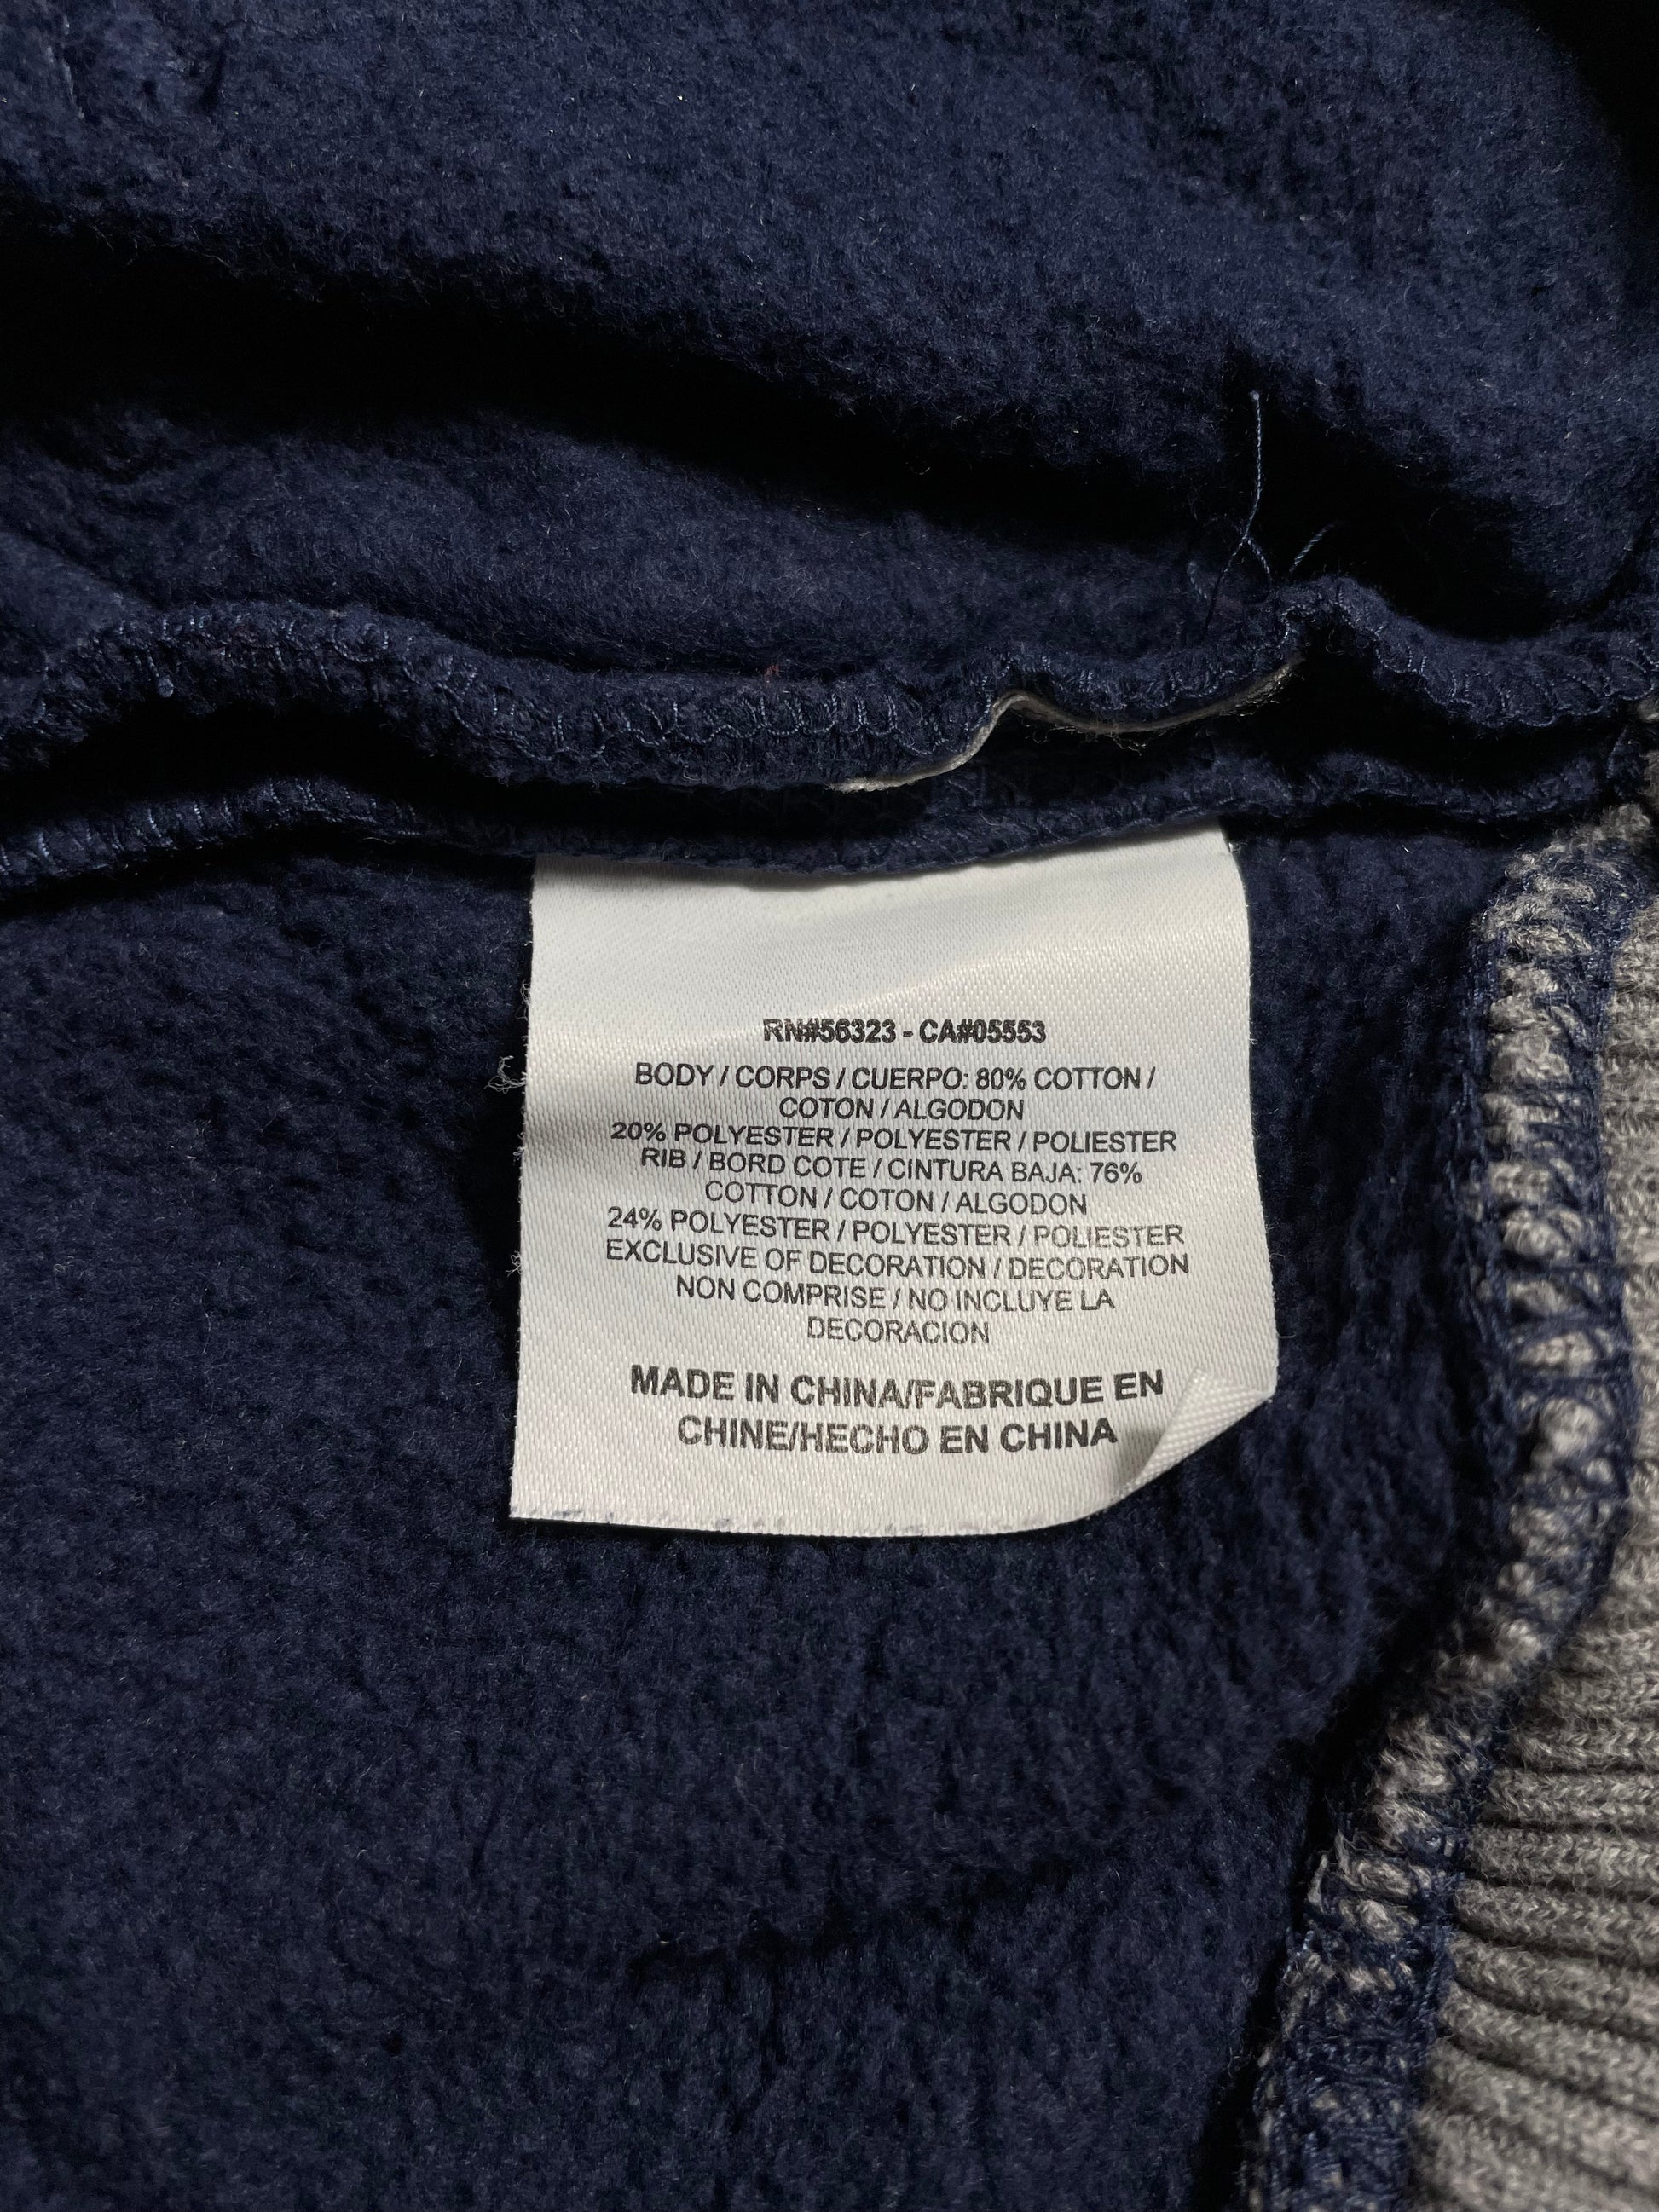 RN#56323 - CA#05553
BODY / CORPS / CUERPO: 80% COTTON /
COTON / ALGODON
20% POLYESTER / POLYESTER / POLIESTER
RIB / BORD COTE / CINTURA BAJA: 76%
COTTON / COTON / ALGODON
24% POLYESTER / POLYESTER / POLIESTER
EXCLUSIVE OF DECORATION / DECORATION
NON COMPRISE / NO INCLUYE LA
DECORACION
MADE IN CHINA/FABRIQUE EN
CHINE/HECHO EN CHINA